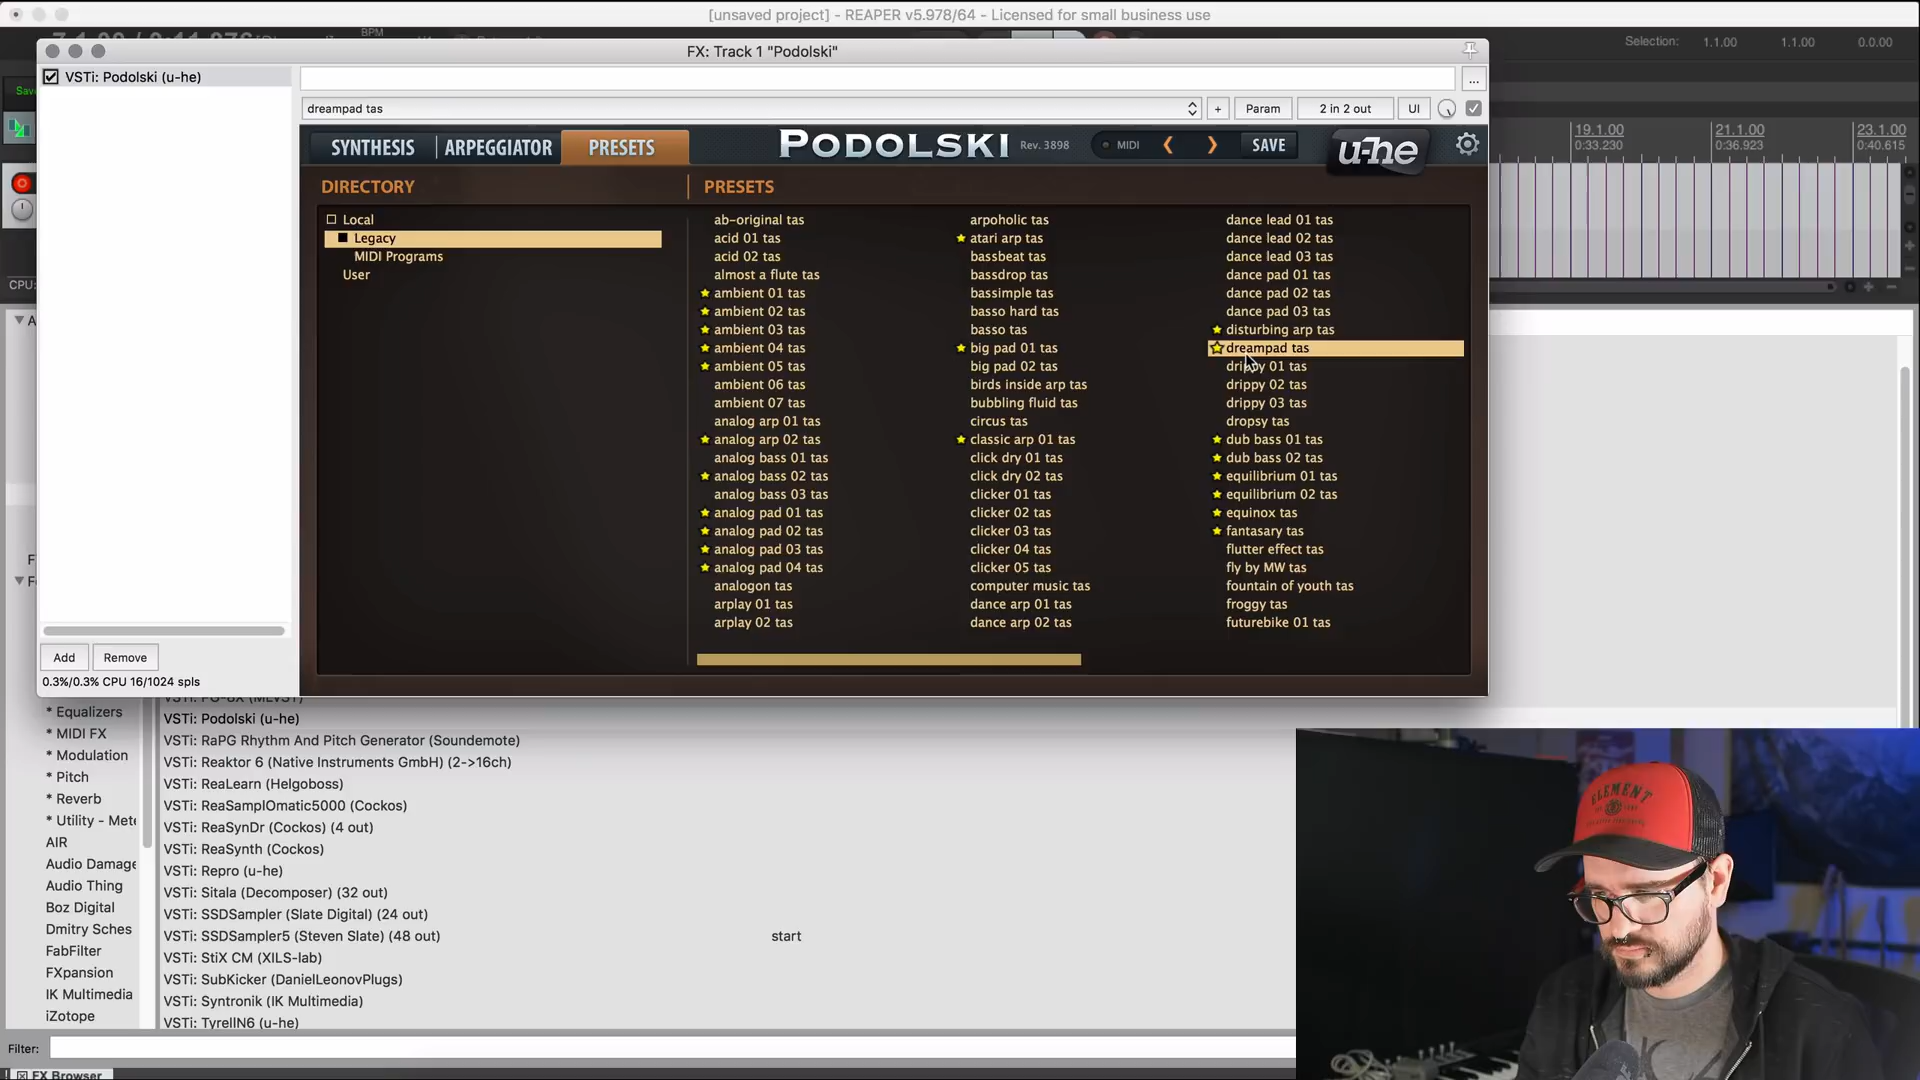 [unsaved project] - REAPER v5.978/64 - Licensed for small business use
BPM
Selection: 1.1.00 1.1.00 0.0.00
FX: Track 1 "Podolski"
VSTi: Podolski (u-he)
...
dreampad tas
+
Param
2 in 2 out
UI
SYNTHESIS
ARPEGGIATOR
PRESETS
PODOLSKI
Rev. 3898
MIDI
SAVE
u-he
19.1.00
0:33.230
21.1.00
0:36.923
23.1.00
0:40.615
DIRECTORY
Local
Legacy
MIDI Programs
User
PRESETS
ab-original tas
acid 01 tas
acid 02 tas
almost a flute tas
ambient 01 tas
ambient 02 tas
ambient 03 tas
ambient 04 tas
ambient 05 tas
ambient 06 tas
ambient 07 tas
analog arp 01 tas
analog arp 02 tas
analog bass 01 tas
analog bass 02 tas
analog bass 03 tas
analog pad 01 tas
analog pad 02 tas
analog pad 03 tas
analog pad 04 tas
analogon tas
arplay 01 tas
arplay 02 tas
arpoholic tas
atari arp tas
bassbeat tas
bassdrop tas
bassimple tas
basso hard tas
basso tas
big pad 01 tas
big pad 02 tas
birds inside arp tas
bubbling fluid tas
circus tas
classic arp 01 tas
click dry 01 tas
click dry 02 tas
clicker 01 tas
clicker 02 tas
clicker 03 tas
clicker 04 tas
clicker 05 tas
computer music tas
dance arp 01 tas
dance arp 02 tas
dance lead 01 tas
dance lead 02 tas
dance lead 03 tas
dance pad 01 tas
dance pad 02 tas
dance pad 03 tas
disturbing arp tas
dreampad tas
drippy 01 tas
drippy 02 tas
drippy 03 tas
dropsy tas
dub bass 01 tas
dub bass 02 tas
equilibrium 01 tas
equilibrium 02 tas
equinox tas
fantasary tas
flutter effect tas
fly by MW tas
fountain of youth tas
froggy tas
futurebike 01 tas
CPU:
Add
Remove
0.3%/0.3% CPU 16/1024 spls
* Equalizers
* MIDI FX
* Modulation
* Pitch
* Reverb
* Utility - Mete
AIR
Audio Damage
Audio Thing
Boz Digital
Dmitry Sches
FabFilter
FXpansion
IK Multimedia
iZotope
VSTi: Podolski (u-he)
VSTi: RaPG Rhythm And Pitch Generator (Soundemote)
VSTi: Reaktor 6 (Native Instruments GmbH) (2->16ch)
VSTi: ReaLearn (Helgoboss)
VSTi: ReaSamplOmatic5000 (Cockos)
VSTi: ReaSynDr (Cockos) (4 out)
VSTi: ReaSynth (Cockos)
VSTi: Repro (u-he)
VSTi: Sitala (Decomposer) (32 out)
VSTi: SSDSampler (Slate Digital) (24 out)
VSTi: SSDSampler5 (Steven Slate) (48 out)
start
VSTi: StiX CM (XILS-lab)
VSTi: SubKicker (DanielLeonovPlugs)
VSTi: Syntronik (IK Multimedia)
VSTi: TyrellN6 (u-he)
Filter:
FX Browser
ELEMENT